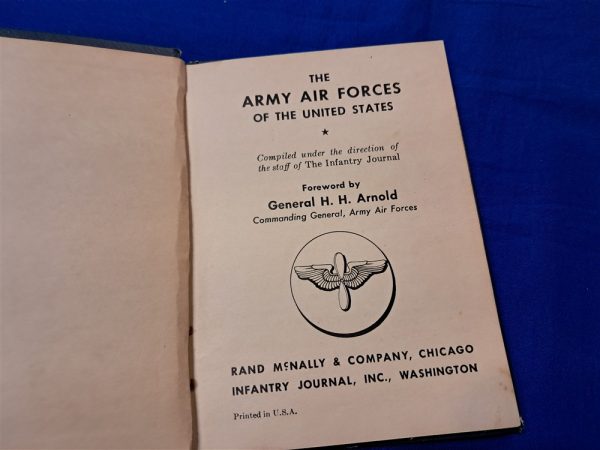 THE
ARMY AIR FORCES
OF THE UNITED STATES
★
Compiled under the direction of
the staff of The Infantry Journal
Foreword by
General H. H. Arnold
Commanding General, Army Air Forces
RAND MCNALLY & COMPANY, CHICAGO
INFANTRY JOURNAL, INC., WASHINGTON
Printed in U.S.A.